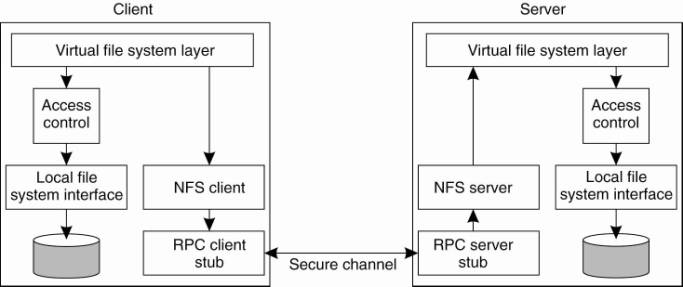 Client
Server
Virtual file system layer
Virtual file system layer
Access
control
Access
control
Local file
system interface
NFS client
NFS server
Local file
system interface
RPC client
stub
Secure channel
RPC server
stub